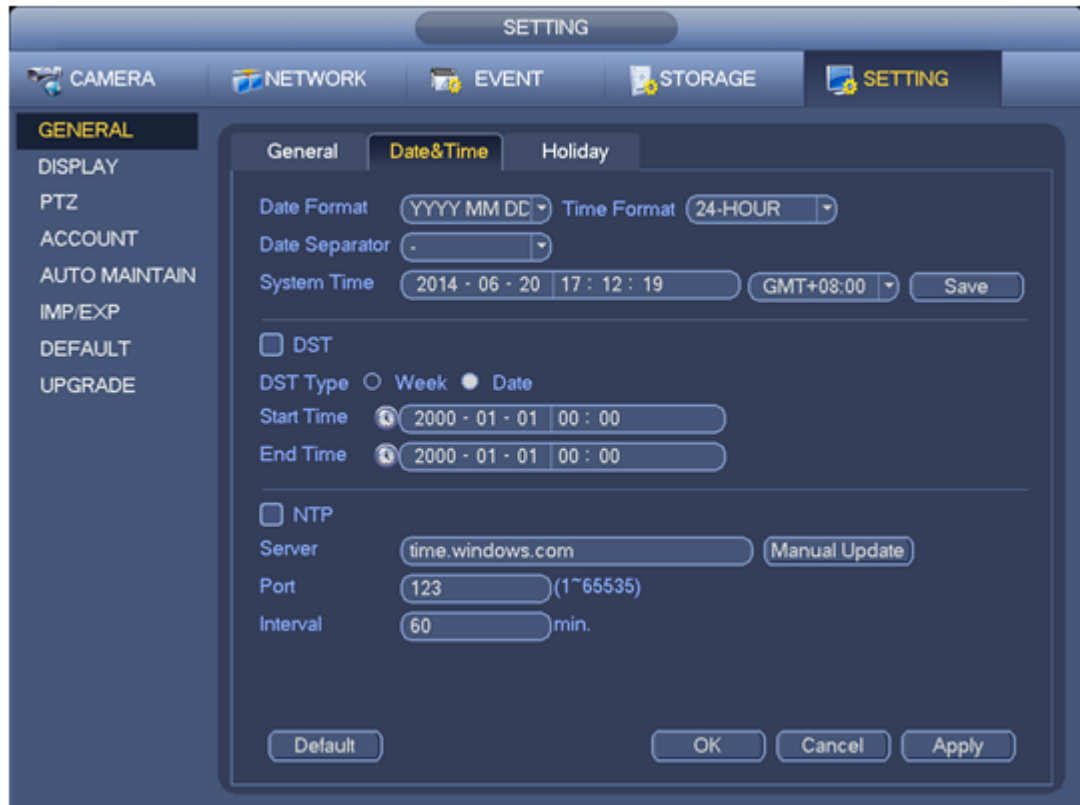 SETTING
CAMERA NETWORK EVENT STORAGE SETTING
GENERAL
DISPLAY
PTZ
ACCOUNT
AUTO MAINTAIN
IMP/EXP
DEFAULT
UPGRADE
General Date&Time Holiday
Date Format YYYY MM DD Time Format 24-HOUR
Date Separator -
System Time 2014 - 06 - 20 17 : 12 : 19 GMT+08:00 Save
DST
DST Type Week Date
Start Time 2000 - 01 - 01 00 : 00
End Time 2000 - 01 - 01 00 : 00
NTP
Server time.windows.com Manual Update
Port 123 (1~65535)
Interval 60 min.
Default OK Cancel Apply